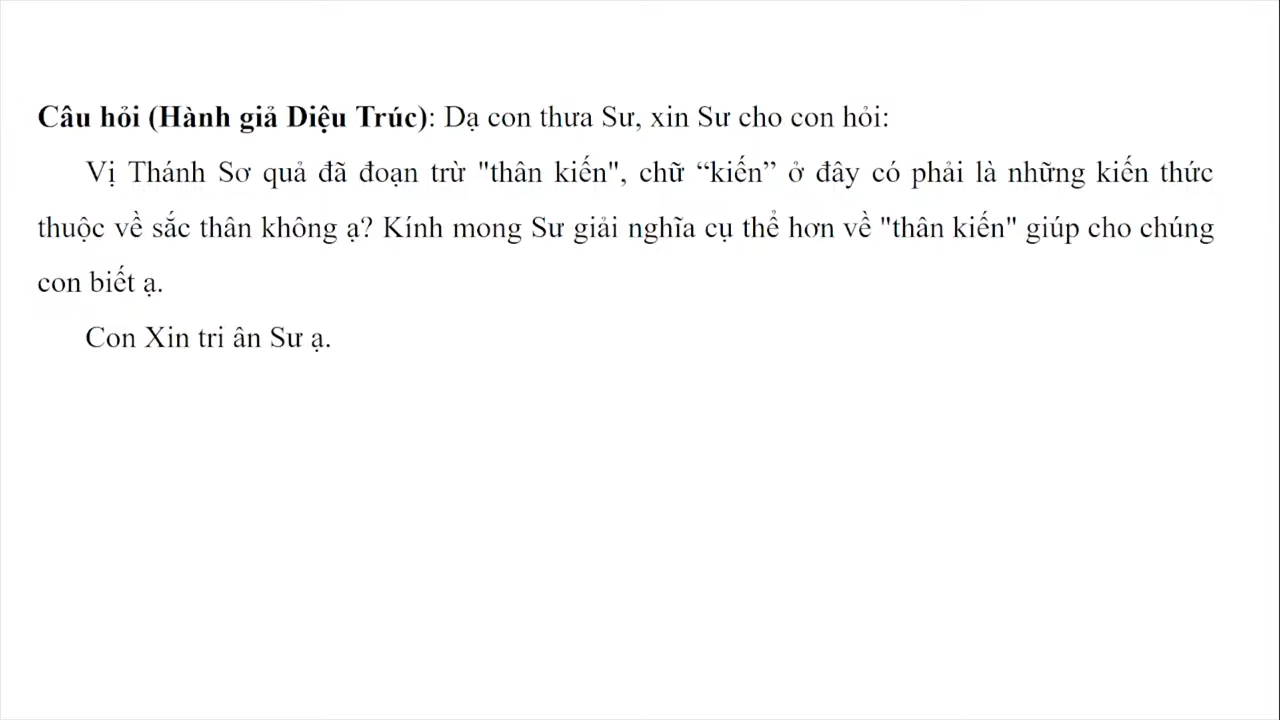 Câu hỏi (Hành giả Diệu Trúc): Dạ con thưa Sư, xin Sư cho con hỏi:
Vị Thánh Sơ quả đã đoạn trừ "thân kiến", chữ “kiến” ở đây có phải là những kiến thức
thuộc về sắc thân không ạ? Kính mong Sư giải nghĩa cụ thể hơn về "thân kiến" giúp cho chúng
con biết ạ.
Con Xin tri ân Sư ạ.